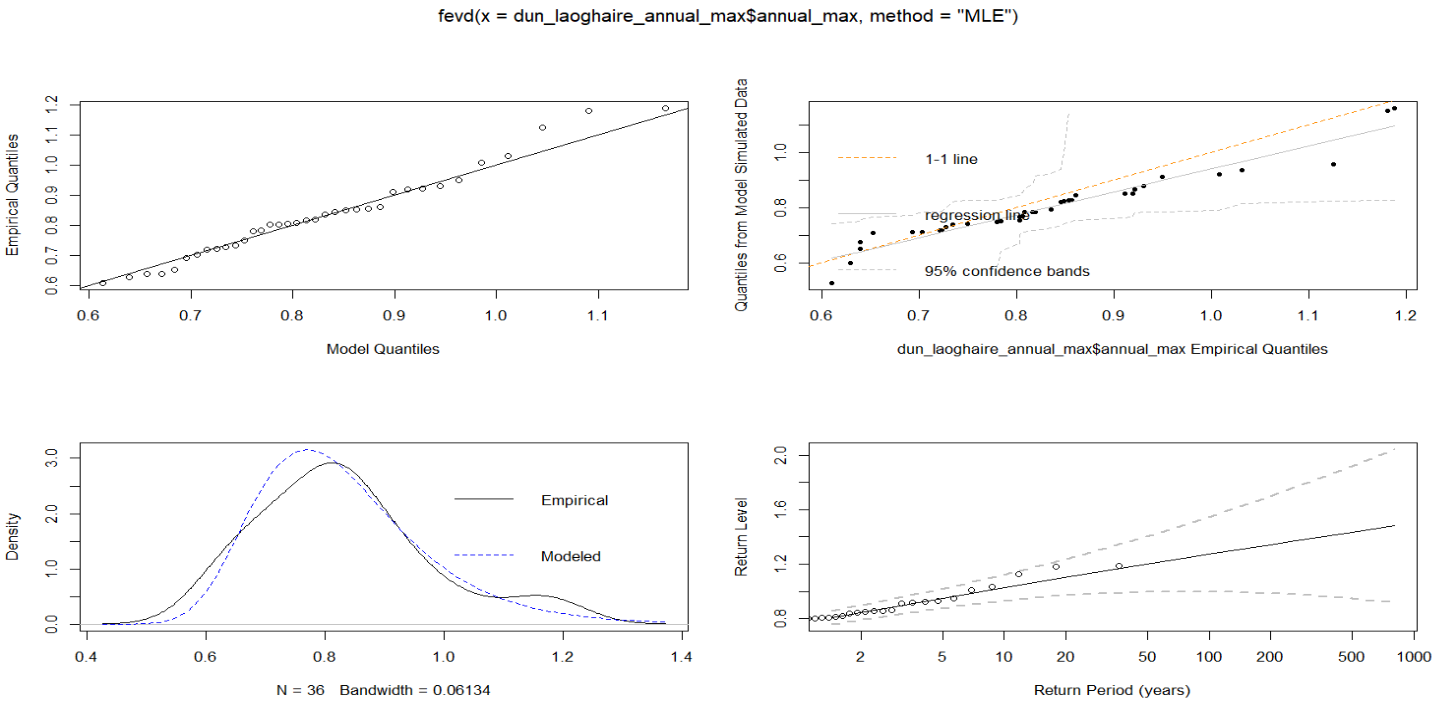 fevd(x = dun_laoghaire_annual_max$annual_max, method = "MLE")
Empirical Quantiles
0.6 0.7 0.8 0.9 1.0 1.1 1.2
0.6 0.7 0.8 0.9 1.0 1.1
Model Quantiles
Quantiles from Model Simulated Data
0.6 0.8 1.0
1-1 line
regression line
95% confidence bands
0.6 0.7 0.8 0.9 1.0 1.1 1.2
dun_laoghaire_annual_max$annual_max Empirical Quantiles
Density
0.0 1.0 2.0 3.0
Empirical
Modeled
0.4 0.6 0.8 1.0 1.2 1.4
N = 36 Bandwidth = 0.06134
Return Level
0.8 1.2 1.6 2.0
2 5 10 20 50 100 200 500 1000
Return Period (years)